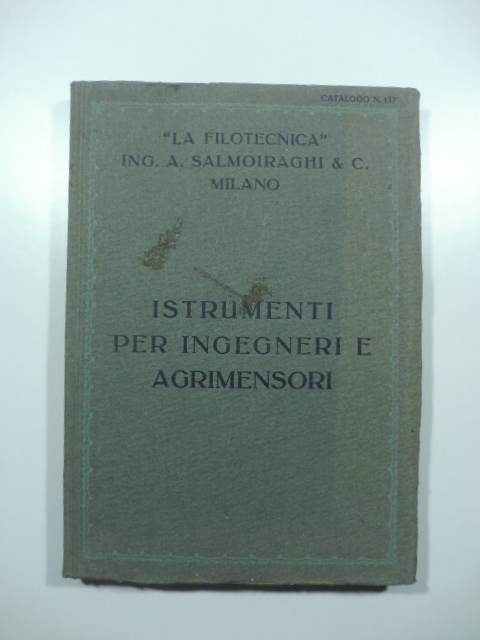 CATALOGO N. 137
"LA FILOTECNICA"
ING. A. SALMOIRAGHI & C.
MILANO
ISTRUMENTI
PER INGEGNERI E
AGRIMENSORI